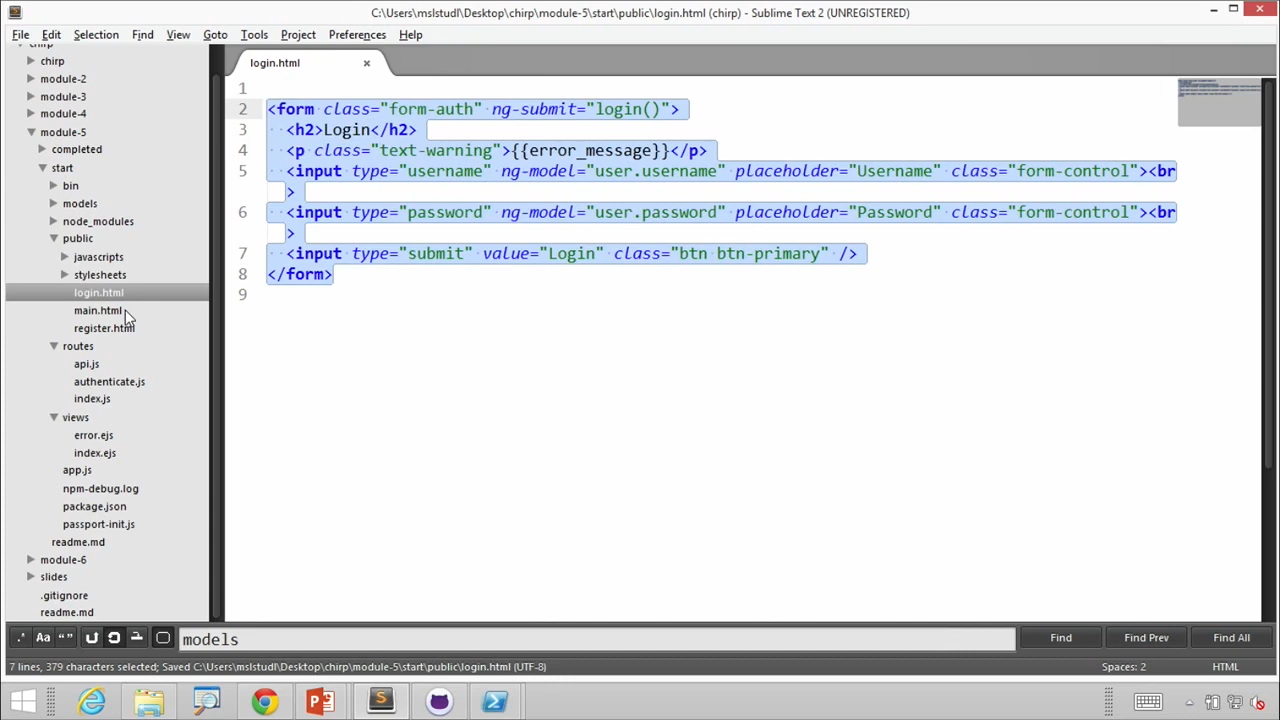 C:\Users\mslstudl\Desktop\chirp\module-5\start\public\login.html (chirp) - Sublime Text 2 (UNREGISTERED)
File Edit Selection Find View Goto Tools Project Preferences Help
chirp
chirp
module-2
module-3
module-4
module-5
completed
start
bin
models
node_modules
public
javascripts
stylesheets
login.html
main.html
register.html
routes
api.js
authenticate.js
index.js
views
error.ejs
index.ejs
app.js
npm-debug.log
package.json
passport-init.js
readme.md
module-6
slides
.gitignore
readme.md
login.html ×
1
2 <form class="form-auth" ng-submit="login()">
3 <h2>Login</h2>
4 <p class="text-warning">{{error_message}}</p>
5 <input type="username" ng-model="user.username" placeholder="Username" class="form-control"><br
>
6 <input type="password" ng-model="user.password" placeholder="Password" class="form-control"><br
>
7 <input type="submit" value="Login" class="btn btn-primary" />
8 </form>
9
.* Aa “” models Find Find Prev Find All
7 lines, 379 characters selected; Saved C:\Users\mslstudl\Desktop\chirp\module-5\start\public\login.html (UTF-8) Spaces: 2 HTML